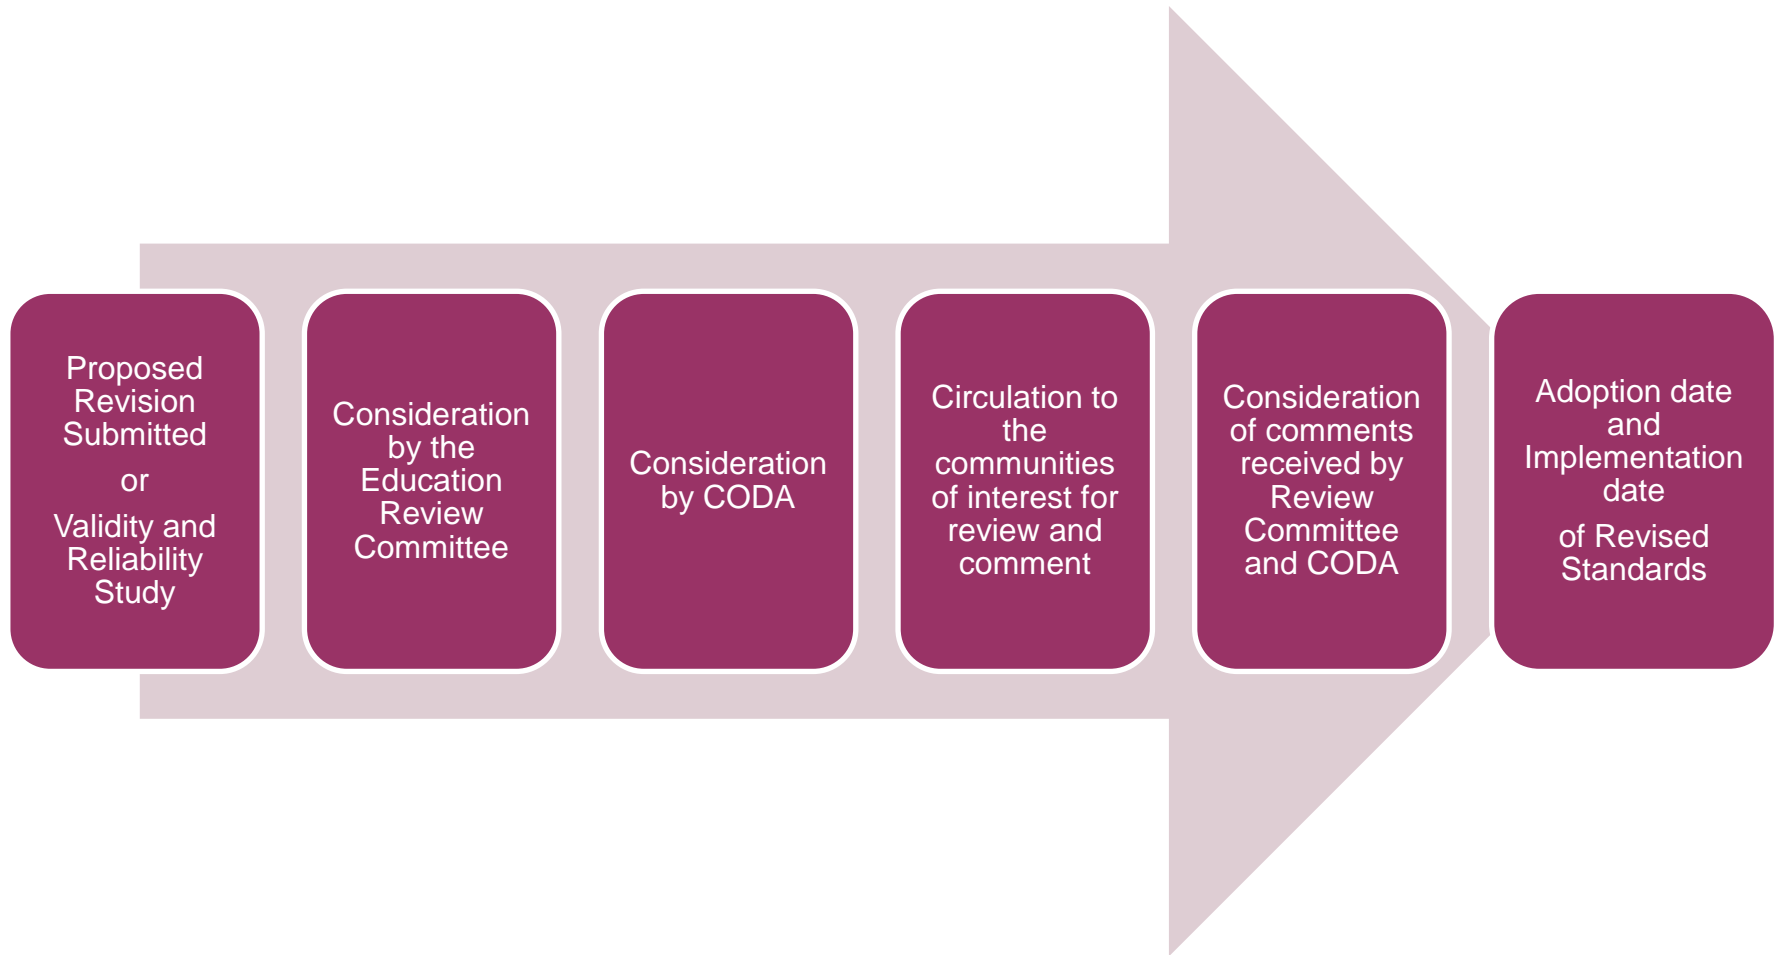 Proposed
Revision
Submitted
or
Validity and
Reliability
Study
Consideration
by the
Education
Review
Committee
Consideration
by CODA
Circulation to
the
communities
of interest for
review and
comment
Consideration
of comments
received by
Review
Committee
and CODA
Adoption date
and
Implementation
date
of Revised
Standards